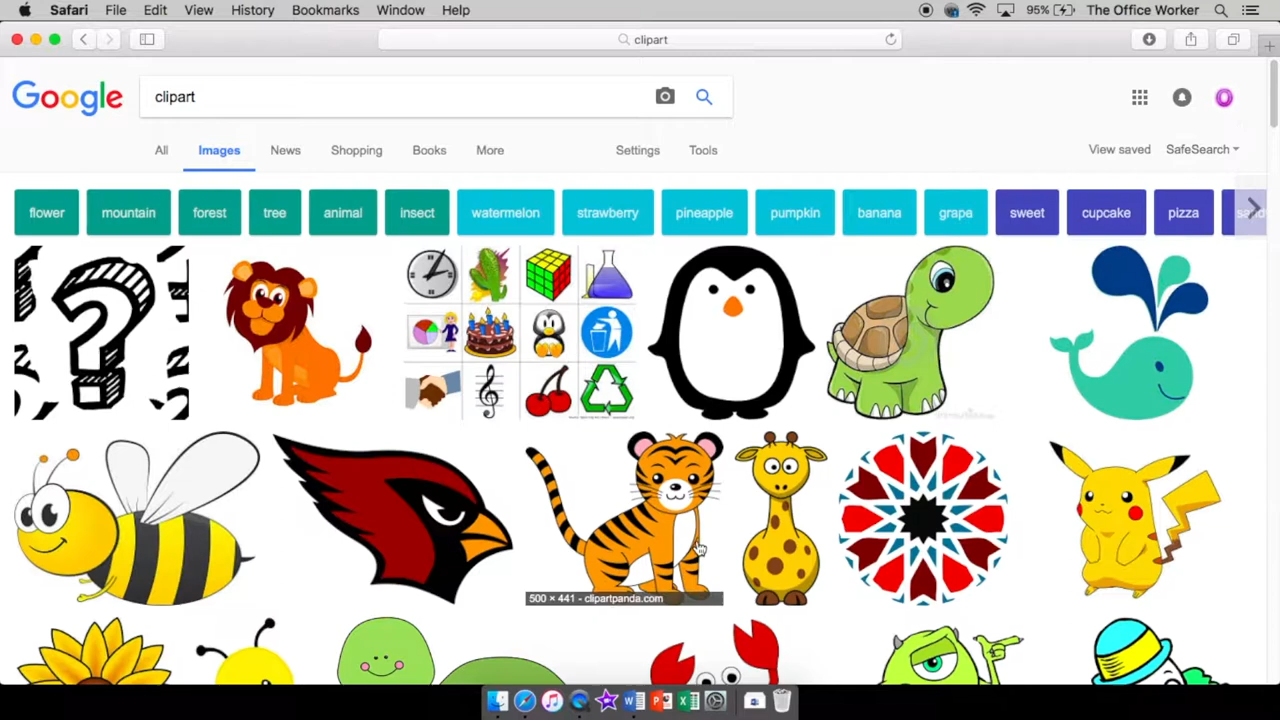 Safari File Edit View History Bookmarks Window Help 95% The Office Worker
clipart
Google clipart
All Images News Shopping Books More Settings Tools View saved SafeSearch
flower mountain forest tree animal insect watermelon strawberry pineapple pumpkin banana grape sweet cupcake pizza
500 × 441 - clipartpanda.com